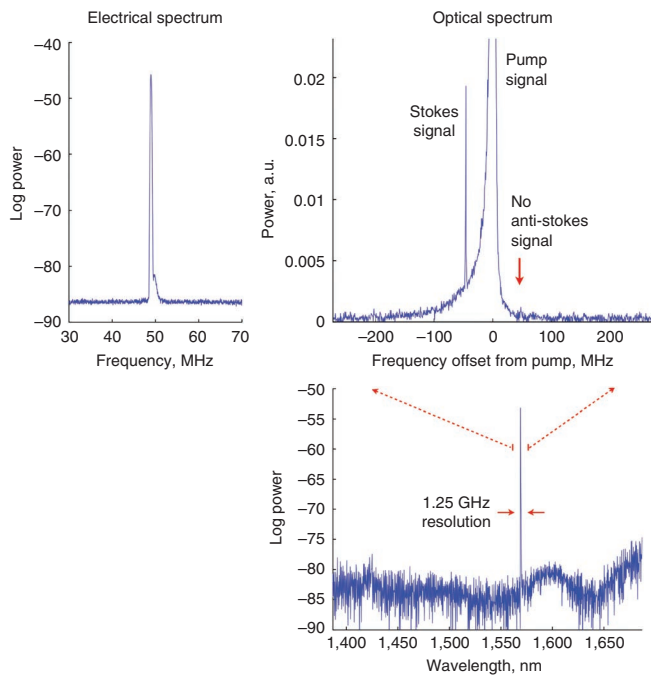 Electrical spectrum
–40
–50
–60
–70
–80
–90
Log power
30
40
50
60
70
Frequency, MHz
Optical spectrum
0.02
0.015
0.01
0.005
0
Power, a.u.
Pump
signal
Stokes
signal
No
anti-stokes
signal
–200
–100
0
100
200
Frequency offset from pump, MHz
–50
–55
–60
–65
–70
–75
–80
–85
–90
Log power
1.25 GHz
resolution
1,400
1,450
1,500
1,550
1,600
1,650
Wavelength, nm